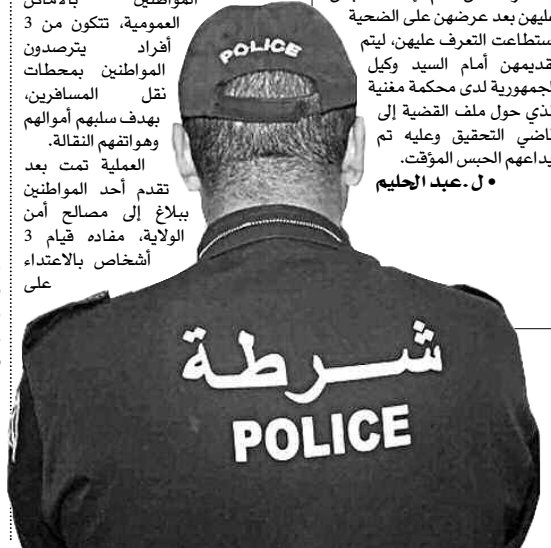 عليهن بعد عرضهن على الضحية
استطاعت التعرف عليهن، ليتم
تقديمهن أمام السيد وكيل
الجمهورية لدى محكمة مغنية
الذي حول ملف القضية إلى
قاضي التحقيق وعليه تم
إيداعهم الحبس المؤقت.
• ل.عبد الحليم
المواطنين بالأماكن
العمومية، تتكون من 3
أفراد يترصدون
المواطنين بمحطات
نقل المسافرين،
بهدف سلبهم أموالهم
وهواتفهم النقالة.
العملية تمت بعد
تقدم أحد المواطنين
ببلاغ إلى مصالح أمن
الولاية، مفاده قيام 3
أشخاص بالاعتداء
على
POLICE
شرطة
POLICE